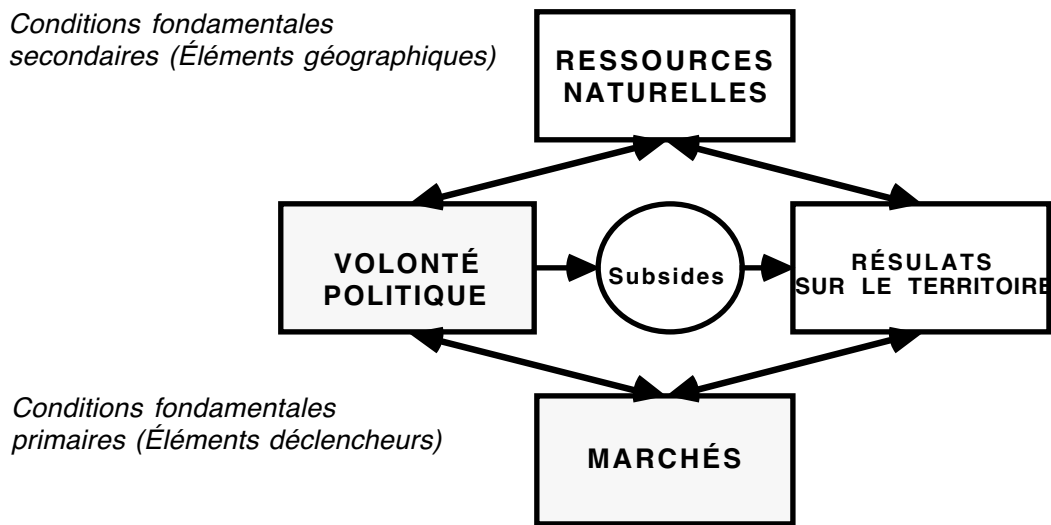 Conditions fondamentales
secondaires (Éléments géographiques)
RESSOURCES
NATURELLES
VOLONTÉ
POLITIQUE
Subsides
RÉSULATS
SUR LE TERRITOIRE
Conditions fondamentales
primaires (Éléments déclencheurs)
MARCHÉS